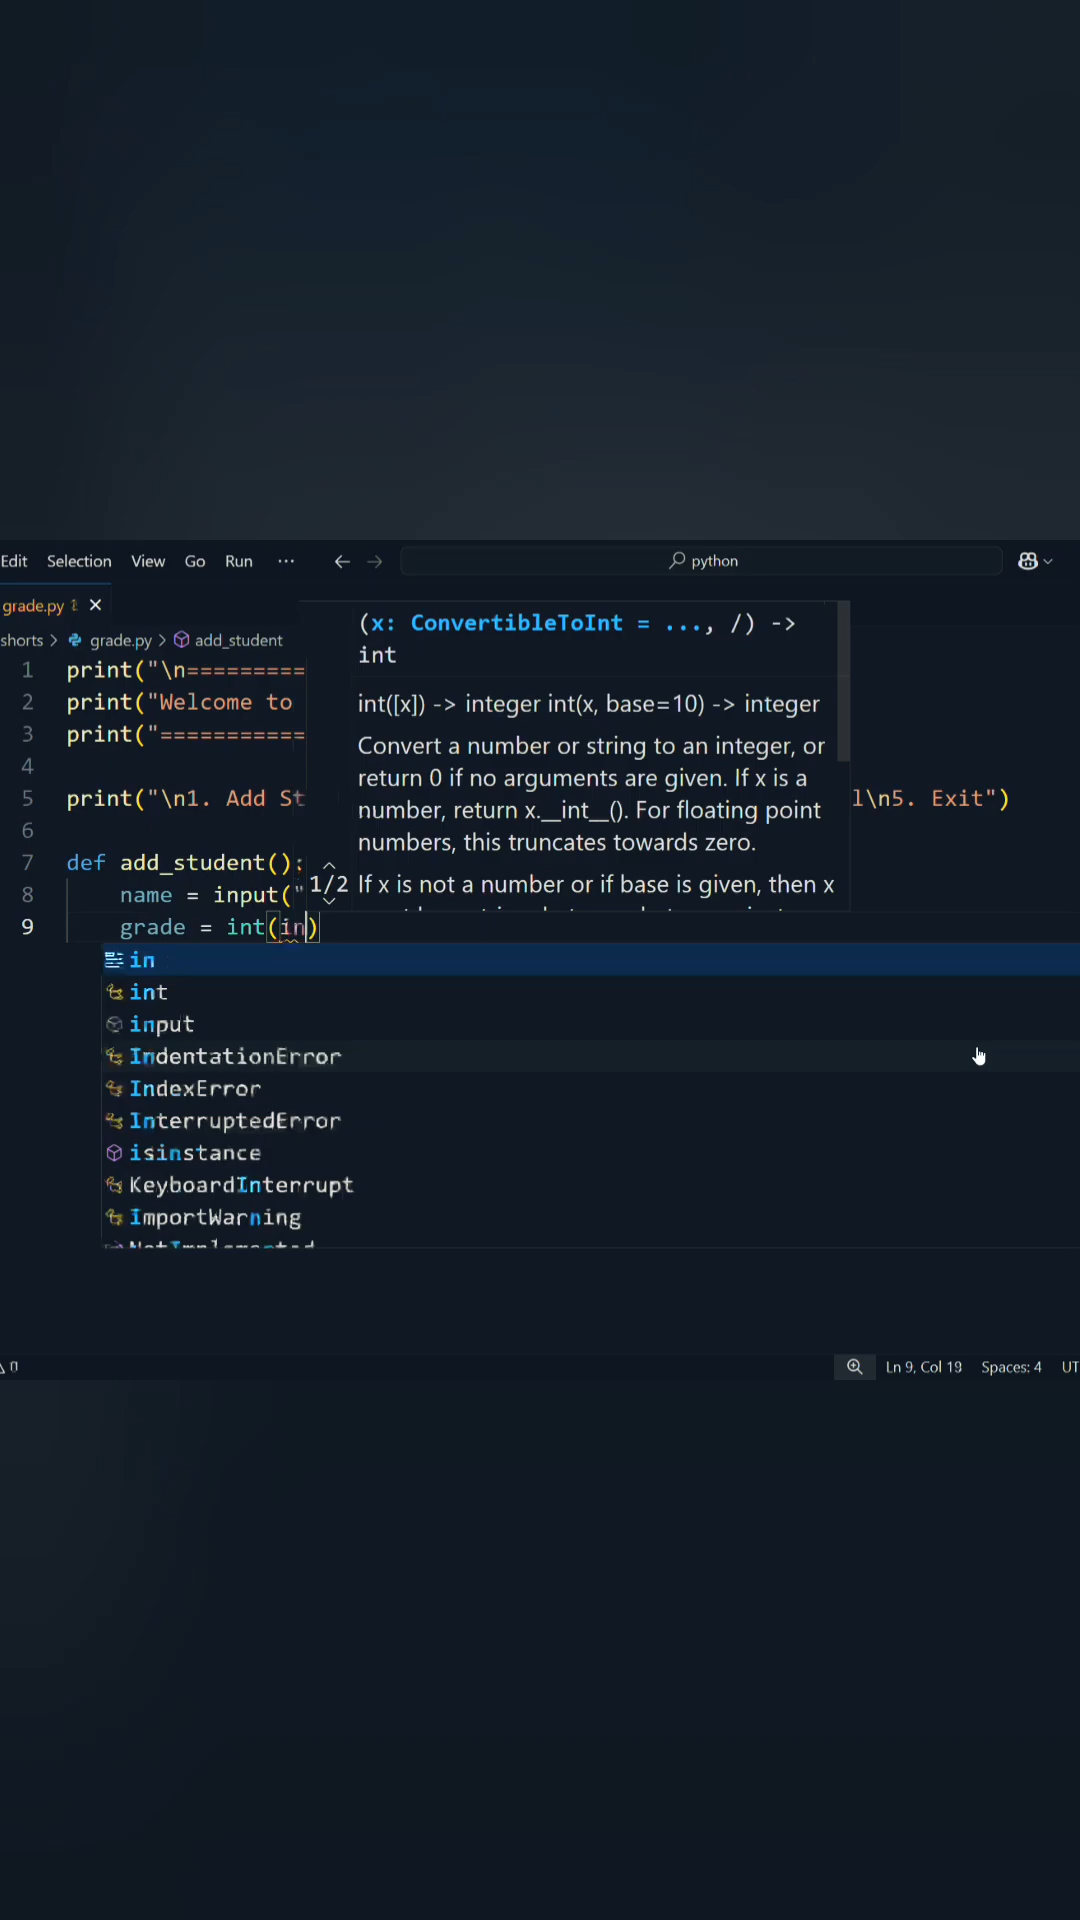 Edit Selection View Go Run ··· ← → python
grade.py 2 ×
shorts > grade.py > add_student
(x: ConvertibleToInt = ..., /) ->
int
int([x]) -> integer int(x, base=10) -> integer
Convert a number or string to an integer, or
return 0 if no arguments are given. If x is a
number, return x.__int__(). For floating point
numbers, this truncates towards zero.
1/2 If x is not a number or if base is given, then x
1 print("\n=========
2 print("Welcome to
3 print("===========
4
5 print("\n1. Add St l\n5. Exit")
6
7 def add_student():
8 name = input("
9 grade = int(in)
in
int
input
IndentationError
IndexError
InterruptedError
isinstance
KeyboardInterrupt
ImportWarning
NotImplemented
0 Ln 9, Col 19 Spaces: 4 UT